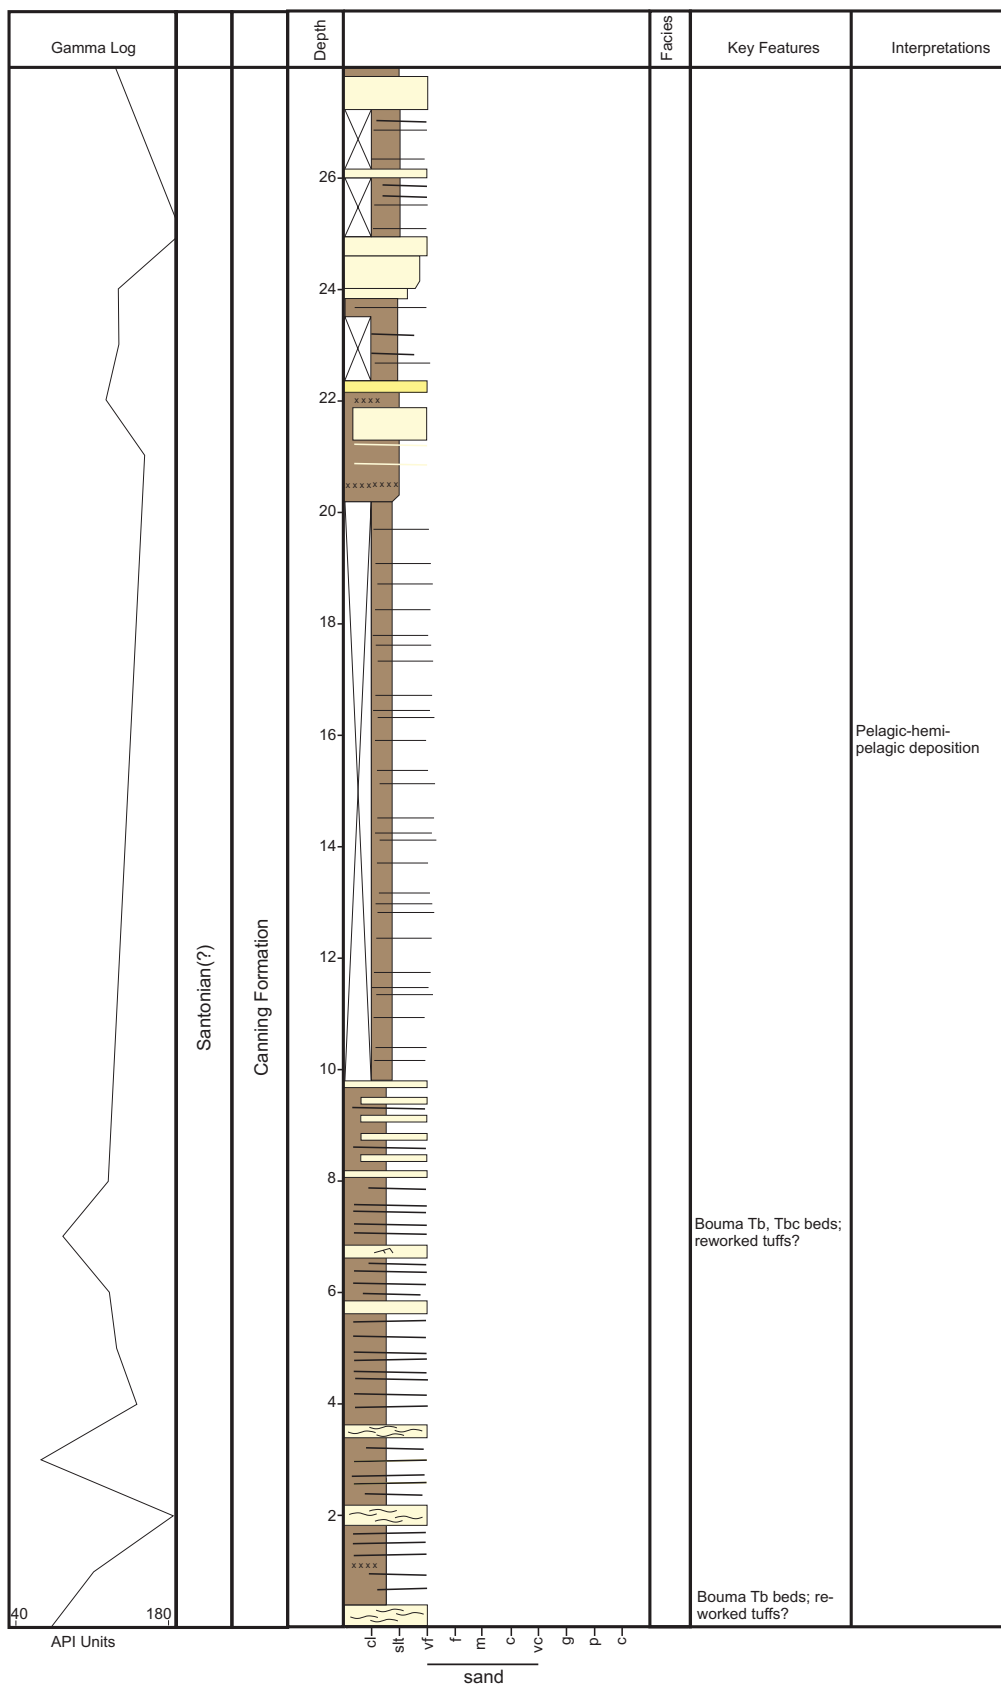 Gamma Log
Depth
Facies
Key Features
Interpretations
26
24
22
x x x x
x x x x x x x x
20
18
16
Pelagic-hemi-
pelagic deposition
14
12
Santonian(?)
Canning Formation
10
8
Bouma Tb, Tbc beds;
reworked tuffs?
6
4
2
x x x x
Bouma Tb beds; re-
worked tuffs?
40
180
API Units
cl
slt
vf
f
m
c
vc
g
p
c
sand